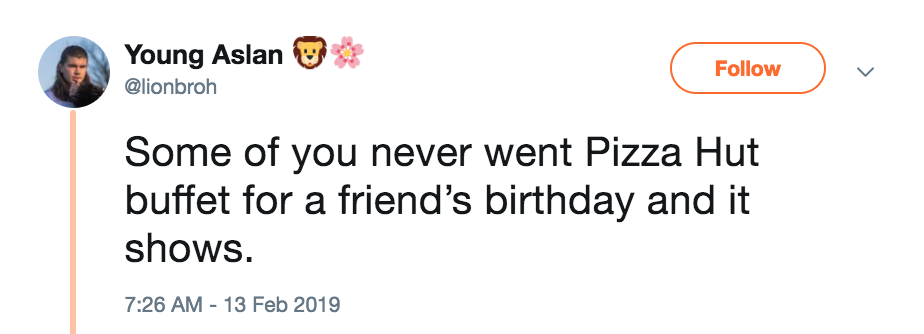 Young Aslan 🦁🌸
@lionbroh
Follow
Some of you never went Pizza Hut
buffet for a friend’s birthday and it
shows.
7:26 AM - 13 Feb 2019